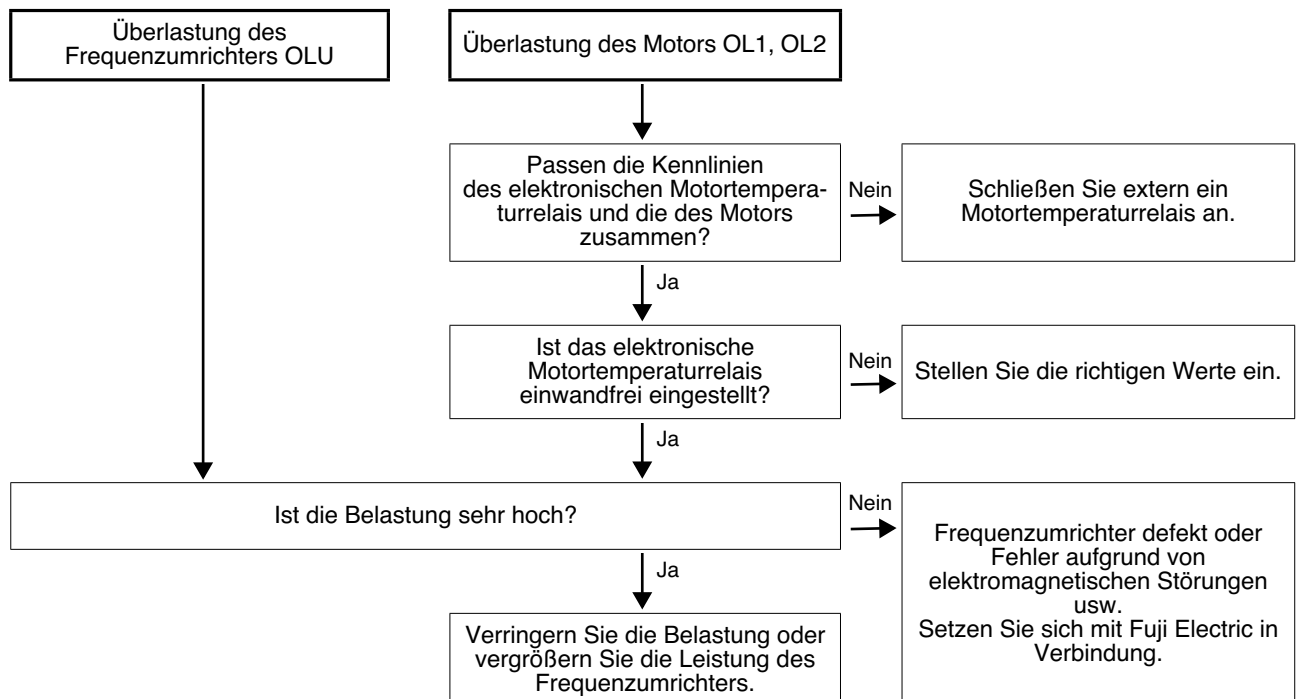 Überlastung des
Frequenzumrichters OLU
Überlastung des Motors OL1, OL2
Passen die Kennlinien
des elektronischen Motortempera-
turrelais und die des Motors
zusammen?
Nein
Schließen Sie extern ein
Motortemperaturrelais an.
Ja
Ist das elektronische
Motortemperaturrelais
einwandfrei eingestellt?
Nein
Stellen Sie die richtigen Werte ein.
Ja
Ist die Belastung sehr hoch?
Nein
Frequenzumrichter defekt oder
Fehler aufgrund von
elektromagnetischen Störungen
usw.
Setzen Sie sich mit Fuji Electric in
Verbindung.
Ja
Verringern Sie die Belastung oder
vergrößern Sie die Leistung des
Frequenzumrichters.